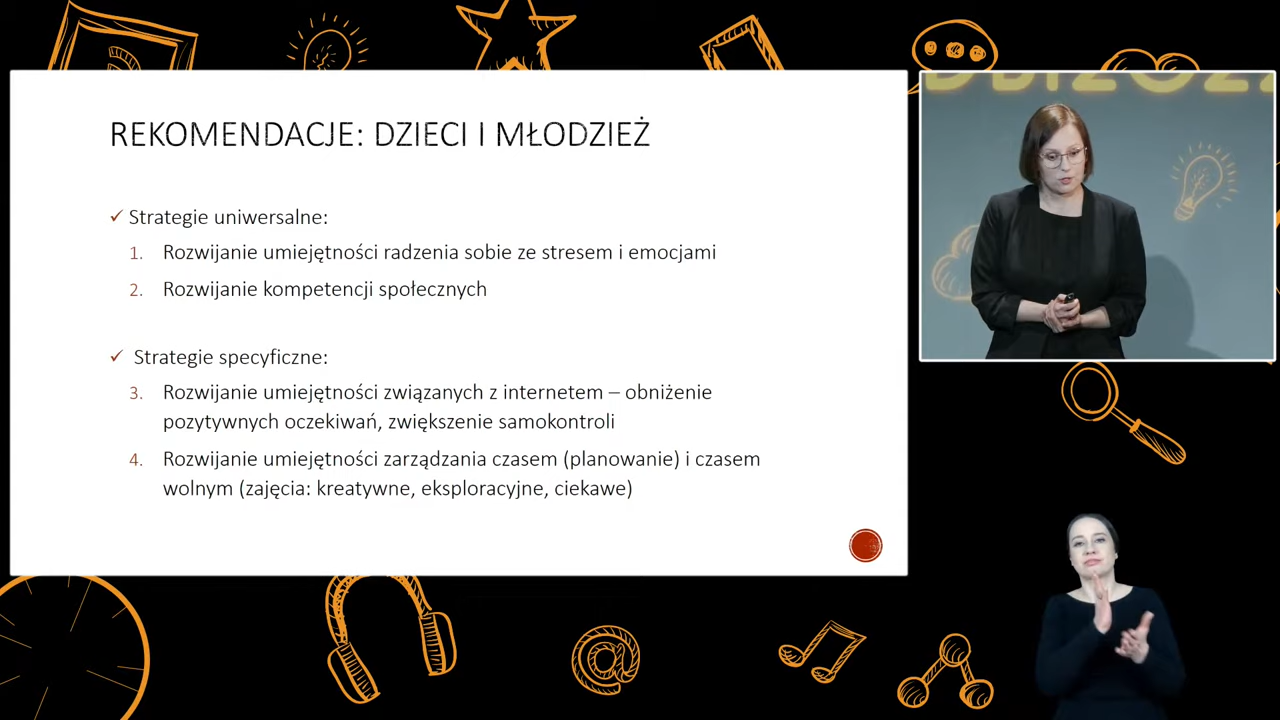 REKOMENDACJE: DZIECI I MŁODZIEŻ
✓ Strategie uniwersalne:
1. Rozwijanie umiejętności radzenia sobie ze stresem i emocjami
2. Rozwijanie kompetencji społecznych
✓ Strategie specyficzne:
3. Rozwijanie umiejętności związanych z internetem – obniżenie
pozytywnych oczekiwań, zwiększenie samokontroli
4. Rozwijanie umiejętności zarządzania czasem (planowanie) i czasem
wolnym (zajęcia: kreatywne, eksploracyjne, ciekawe)